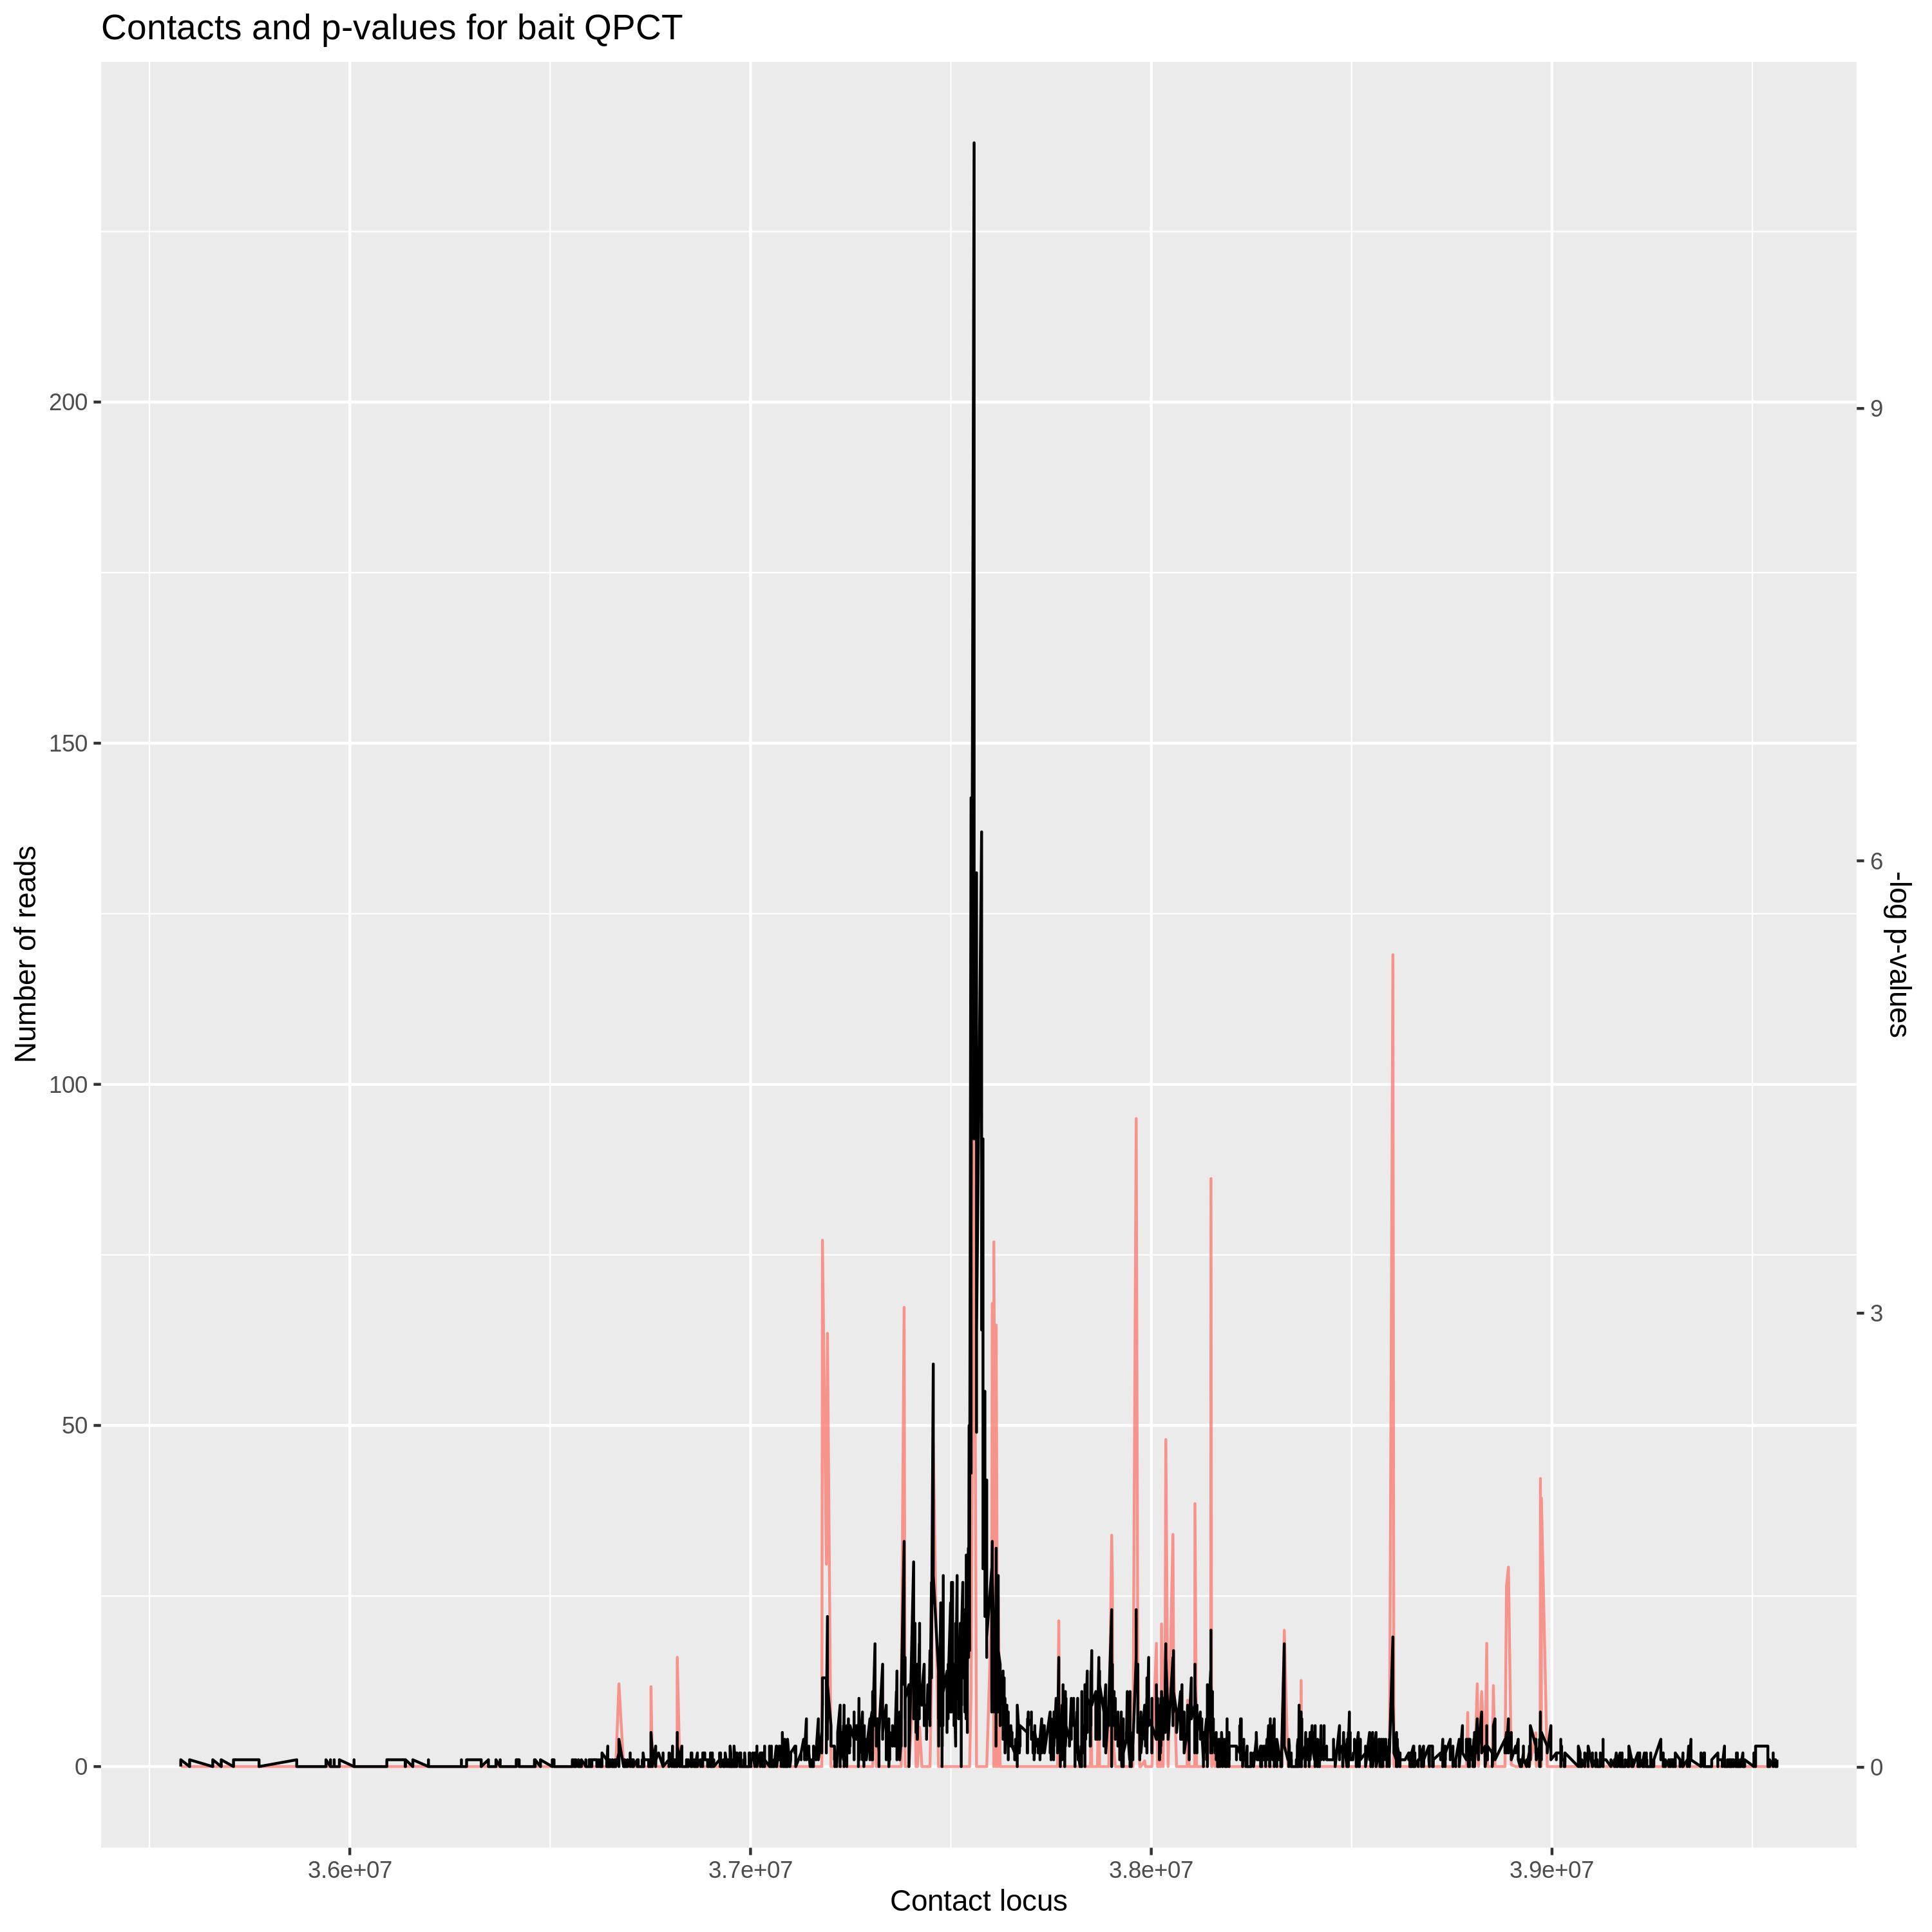 Contacts and p-values for bait QPCT
Number of reads
200
150
100
50
0
9
6
3
0
-log p-values
3.6e+07
3.7e+07
3.8e+07
3.9e+07
Contact locus